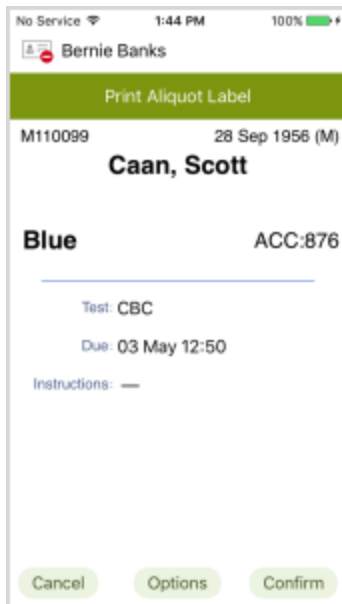 No Service 1:44 PM 100%
Bernie Banks
Print Aliquot Label
M110099 28 Sep 1956 (M)
Caan, Scott
Blue ACC:876
Test: CBC
Due: 03 May 12:50
Instructions: —
Cancel Options Confirm